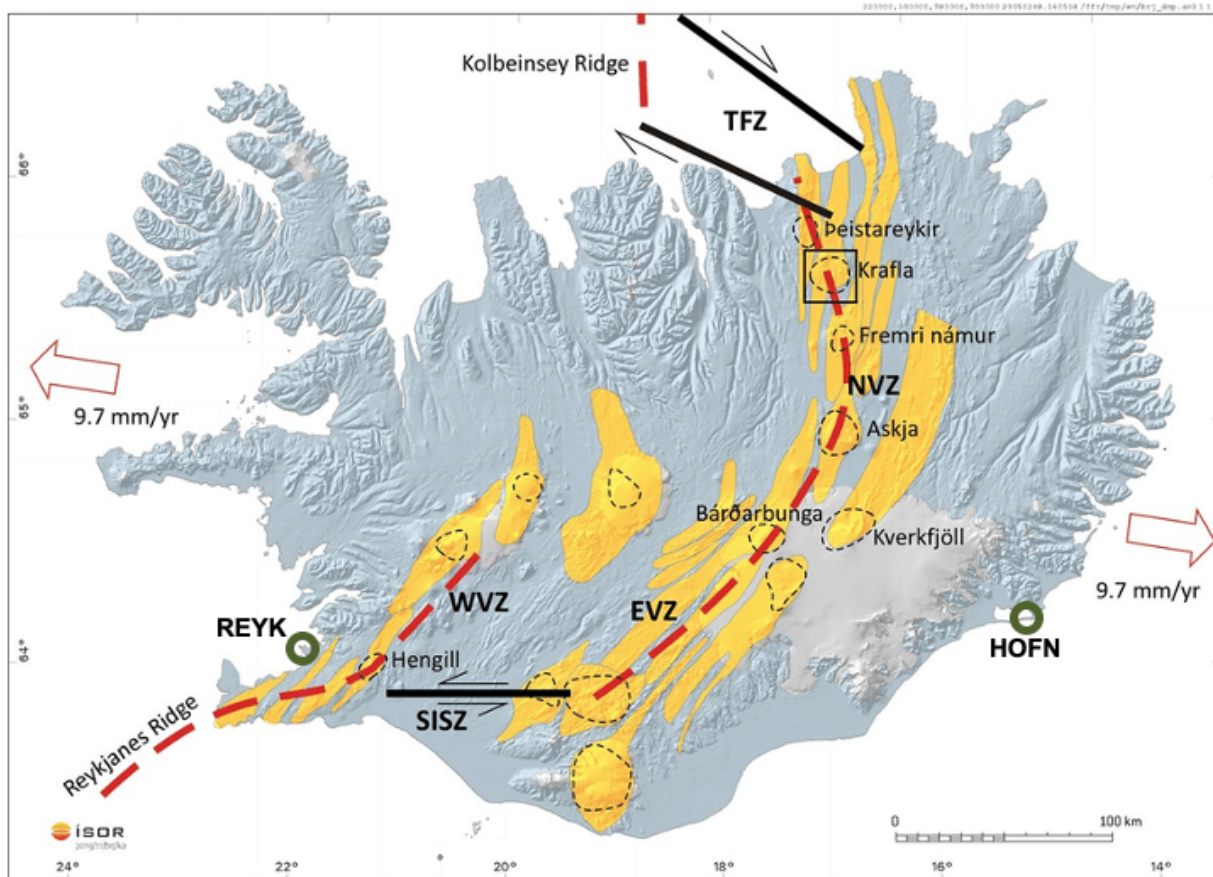 Kolbeinsey Ridge
TFZ
66°
Þeistareykir
Krafla
Fremri námur
NVZ
9.7 mm/yr
65°
Askja
Bárðarbunga
Kverkfjöll
9.7 mm/yr
WVZ
EVZ
REYK
HOFN
64°
Hengill
SISZ
Reykjanes Ridge
ÍSOR
0
100 km
24°
22°
20°
18°
16°
14°